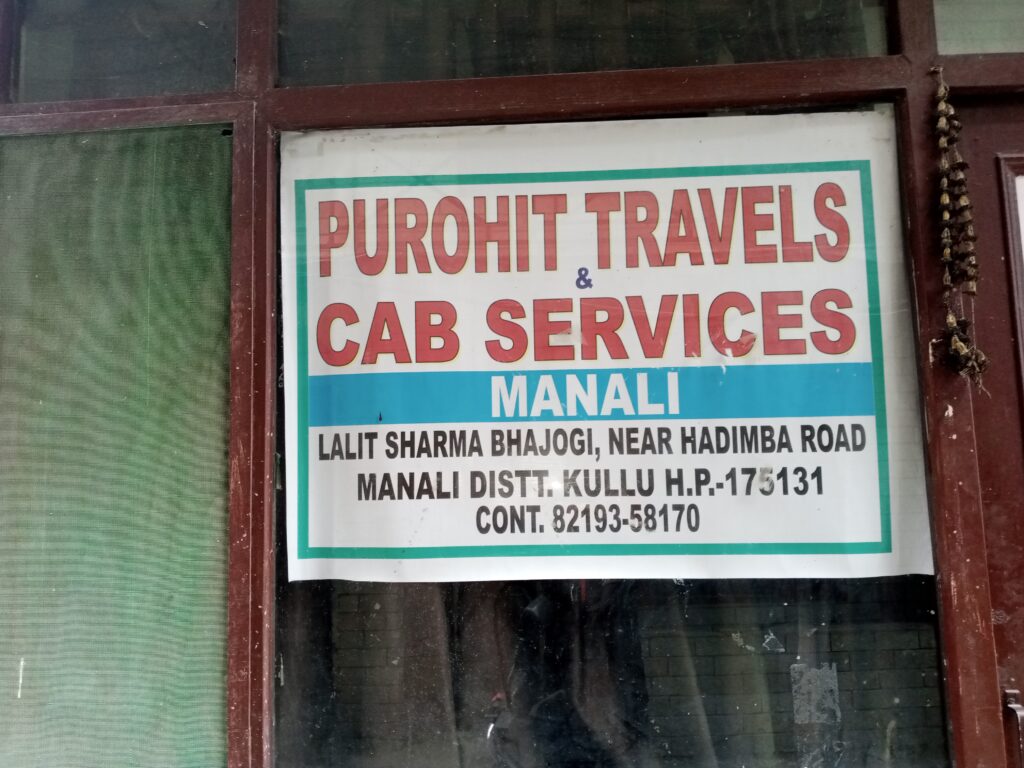 PUROHIT TRAVELS
&
CAB SERVICES
MANALI
LALIT SHARMA BHAJOGI, NEAR HADIMBA ROAD
MANALI DISTT. KULLU H.P.-175131
CONT. 82193-58170